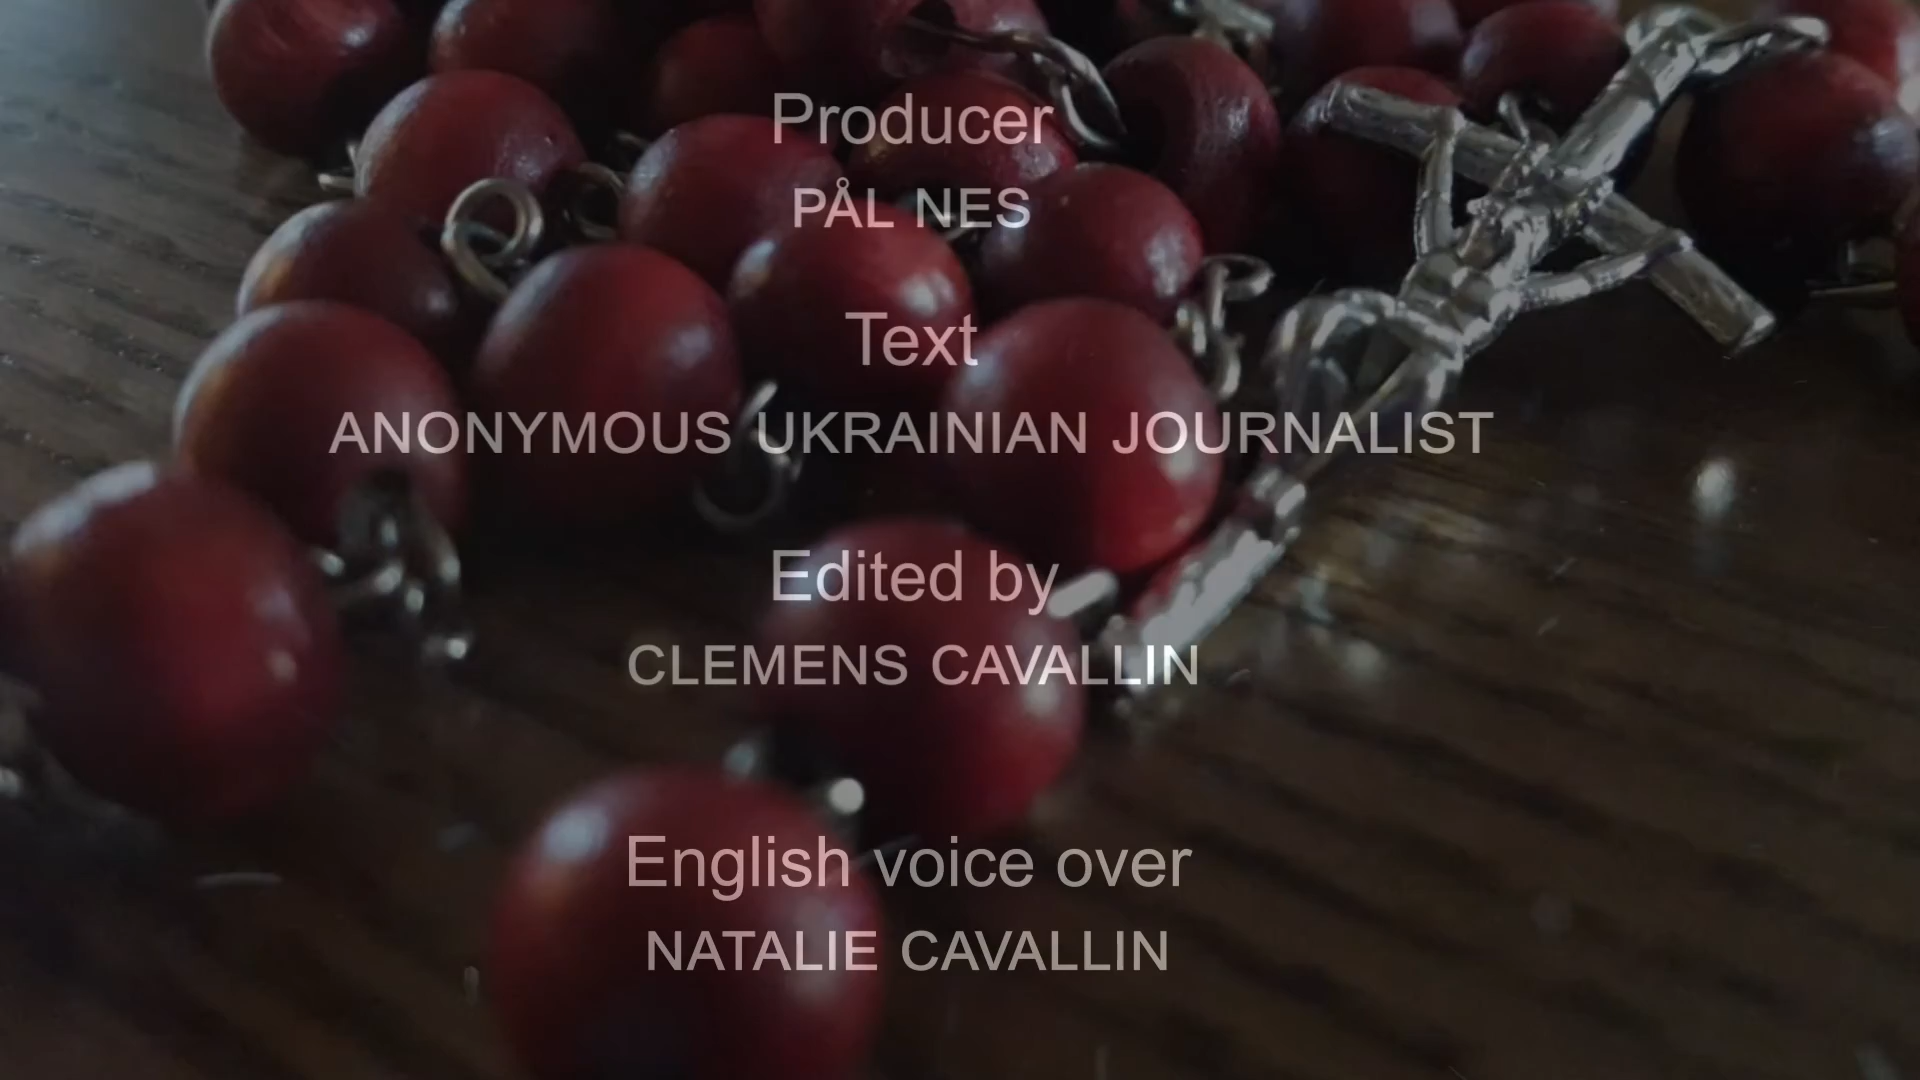 Producer
PÅL NES
Text
ANONYMOUS UKRAINIAN JOURNALIST
Edited by
CLEMENS CAVALLIN
English voice over
NATALIE CAVALLIN